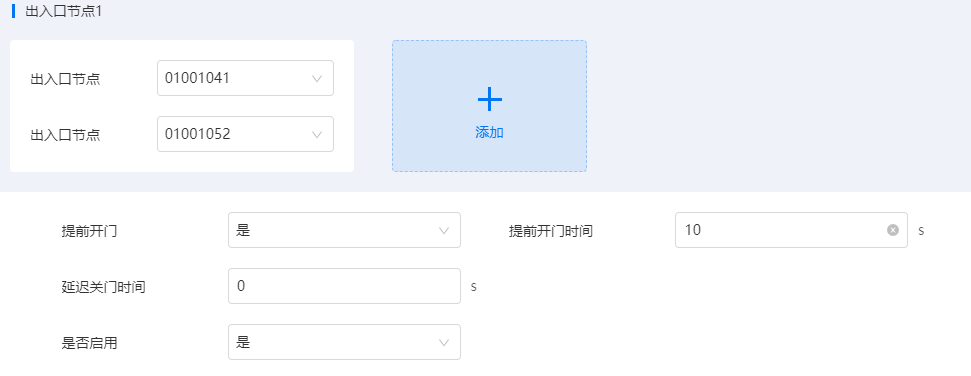 出入口节点1
出入口节点 01001041
出入口节点 01001052
添加
提前开门 是 提前开门时间 10 s
延迟关门时间 0 s
是否启用 是